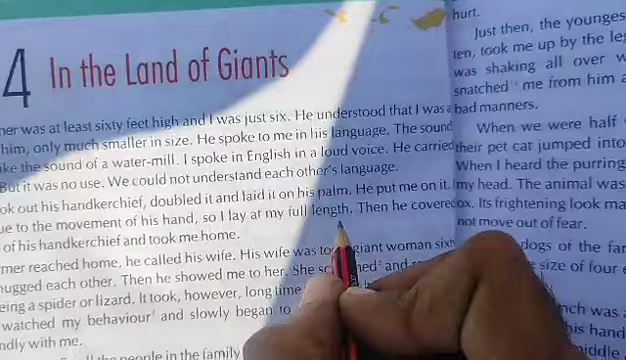 4
In the Land of Giants
ner was at least sixty feet high and I was just six. He understood that I was a
him, only much smaller in size. He spoke to me in his language. The sound
ike the sound of a water-mill. I spoke in English in a loud voice. He carried
But it was no use. We could not understand each other's language.
ok out his handkerchief, doubled it and laid it on his palm. He put me on it. I
ue to the movement of his hand, so I lay at my full length. Then he covered
of his handkerchief and took me home.
mer reached home, he called his wife. His wife was too giant woman sixt
hugged each other. Then he showed me to her. She and
eing a spider or lizard. It took, however, long time
watched my behaviour and slowly began to
ndly with me.
the people in the family
hurt.
Just then, the younges
ten, took me up by the leg
was shaking all over w
snatched me from him a
bad manners.
When we were half
their pet cat jumped into
When I heard the purring
my head. The animal was
ox. Its frightening look ma
not move out of fear.
dogs of the far
size of four e
nch was
his hand
middle